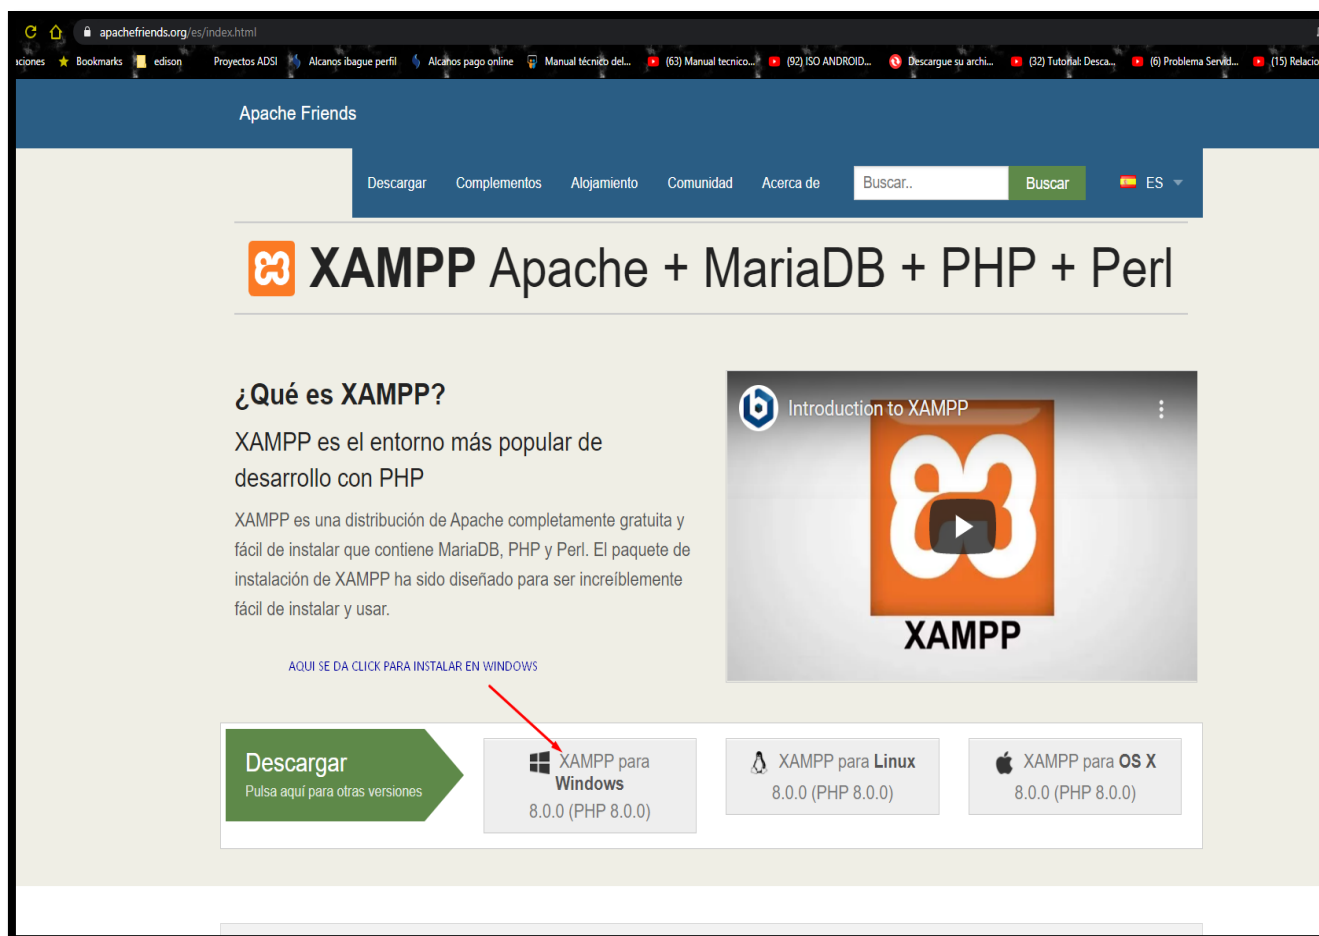 apachefriends.org/es/index.html
aciones Bookmarks edison Proyectos ADSI Alcanos ibague perfil Alcanos pago online Manual técnico del... (63) Manual tecnico... (92) ISO ANDROID... Descargue su archi... (32) Tutorial: Desca... (6) Problema Servid... (15) Relacio
Apache Friends
Descargar Complementos Alojamiento Comunidad Acerca de Buscar.. Buscar ES
XAMPP Apache + MariaDB + PHP + Perl
¿Qué es XAMPP?
XAMPP es el entorno más popular de
desarrollo con PHP
XAMPP es una distribución de Apache completamente gratuita y
fácil de instalar que contiene MariaDB, PHP y Perl. El paquete de
instalación de XAMPP ha sido diseñado para ser increíblemente
fácil de instalar y usar.
Introduction to XAMPP
XAMPP
AQUI SE DA CLICK PARA INSTALAR EN WINDOWS
Descargar
Pulsa aquí para otras versiones
XAMPP para
Windows
8.0.0 (PHP 8.0.0)
XAMPP para Linux
8.0.0 (PHP 8.0.0)
XAMPP para OS X
8.0.0 (PHP 8.0.0)